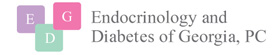 E G
D
Endocrinology and
Diabetes of Georgia, PC